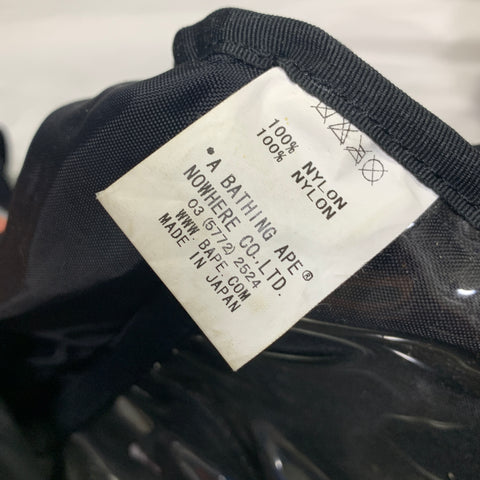 100% NYLON
100% NYLON
• A BATHING APE®
NOWHERE CO. LTD.
03 (5772) 2524
WWW. BAPE. COM
MADE IN JAPAN